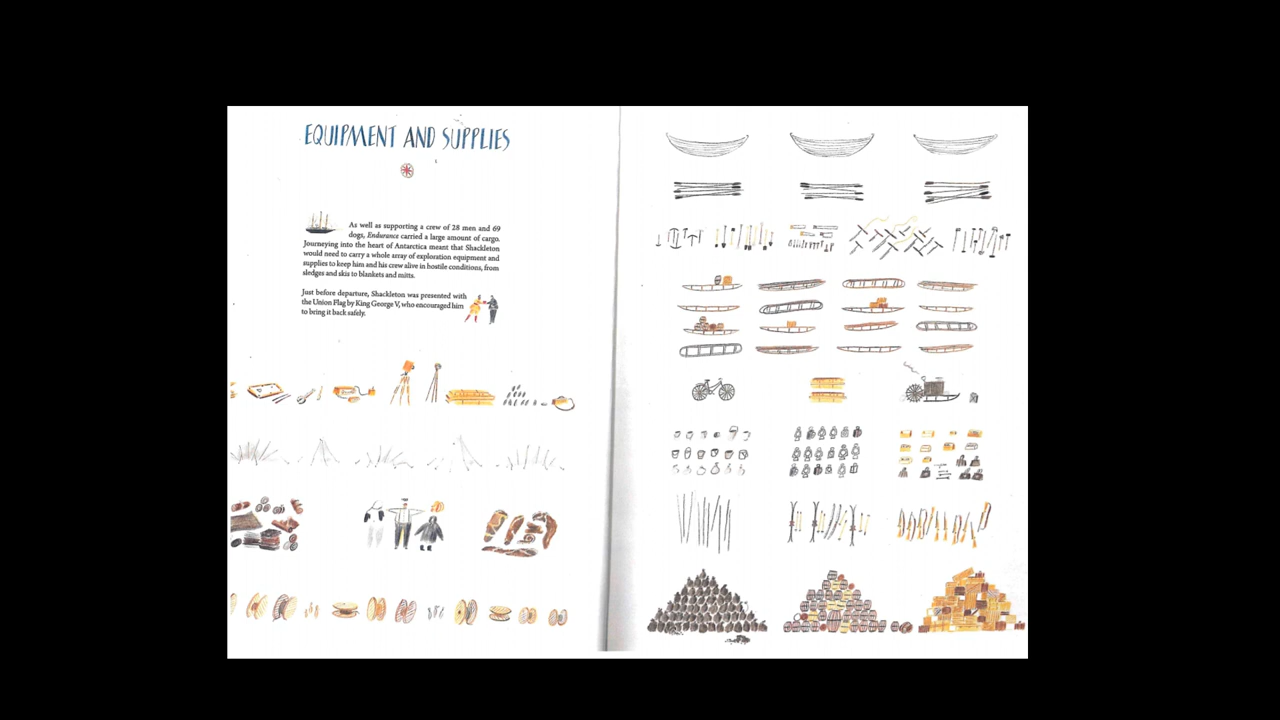 EQUIPMENT AND SUPPLIES
As well as supporting a crew of 28 men and 69
dogs, Endurance carried a large amount of cargo.
Journeying into the heart of Antarctica meant that Shackleton
would need to carry a whole array of exploration equipment and
supplies to keep him and his crew alive in hostile conditions, from
sledges and skis to blankets and mitts.
Just before departure, Shackleton was presented with
the Union Flag by King George V, who encouraged him
to bring it back safely.